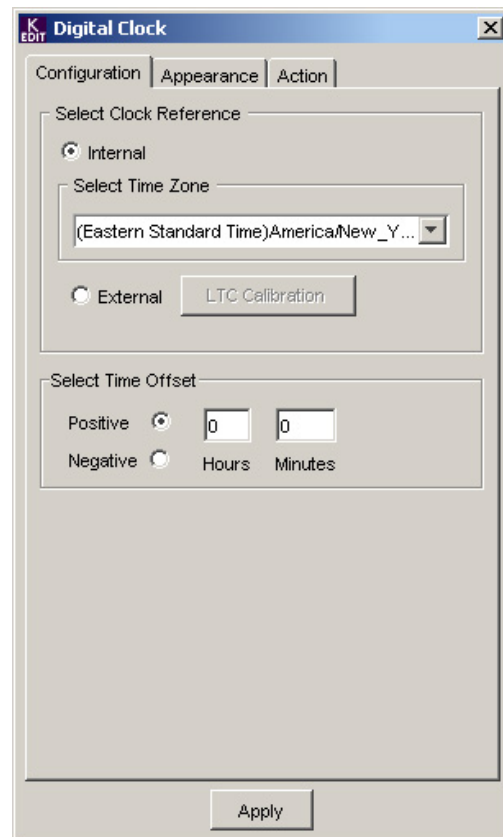 K EDIT Digital Clock
Configuration Appearance Action
Select Clock Reference
Internal
Select Time Zone
(Eastern Standard Time)America/New_Y...
External LTC Calibration
Select Time Offset
Positive 0 0
Negative Hours Minutes
Apply